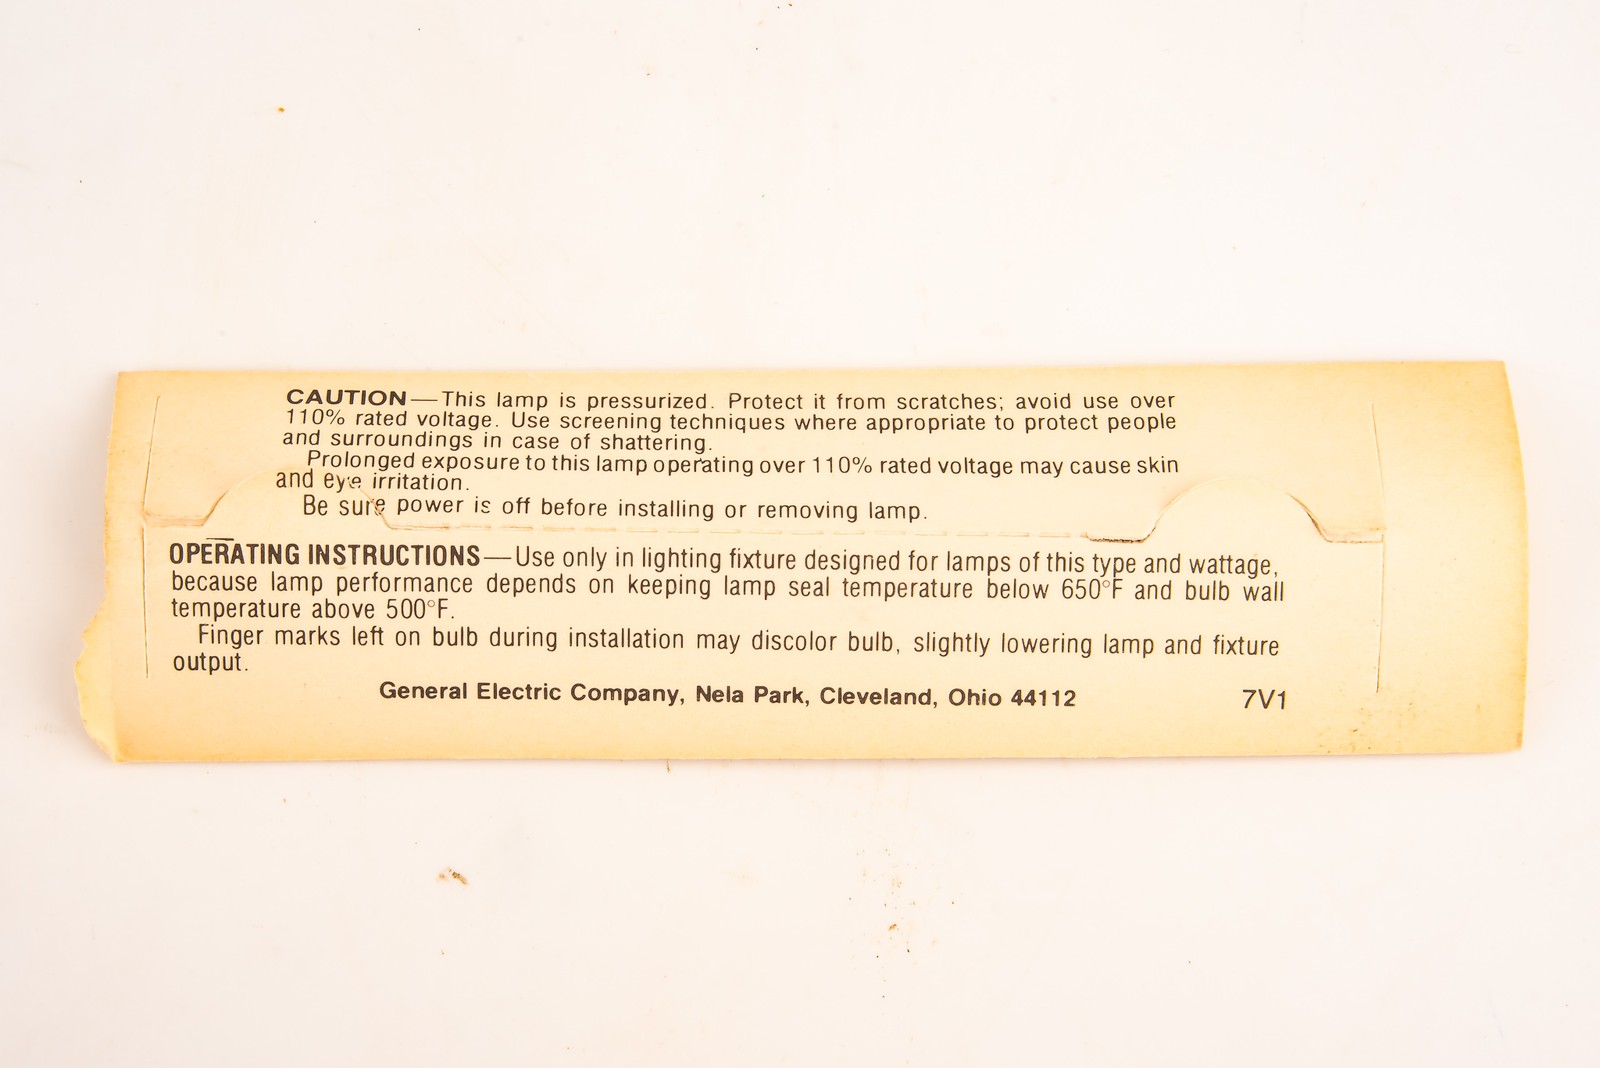 CAUTION—This lamp is pressurized. Protect it from scratches; avoid use over
110% rated voltage. Use screening techniques where appropriate to protect people
and surroundings in case of shattering.
Prolonged exposure to this lamp operating over 110% rated voltage may cause skin
and eye irritation.
Be sure power is off before installing or removing lamp.
OPERATING INSTRUCTIONS—Use only in lighting fixture designed for lamps of this type and wattage,
because lamp performance depends on keeping lamp seal temperature below 650°F and bulb wall
temperature above 500°F.
Finger marks left on bulb during installation may discolor bulb, slightly lowering lamp and fixture
output.
General Electric Company, Nela Park, Cleveland, Ohio 44112 7V1